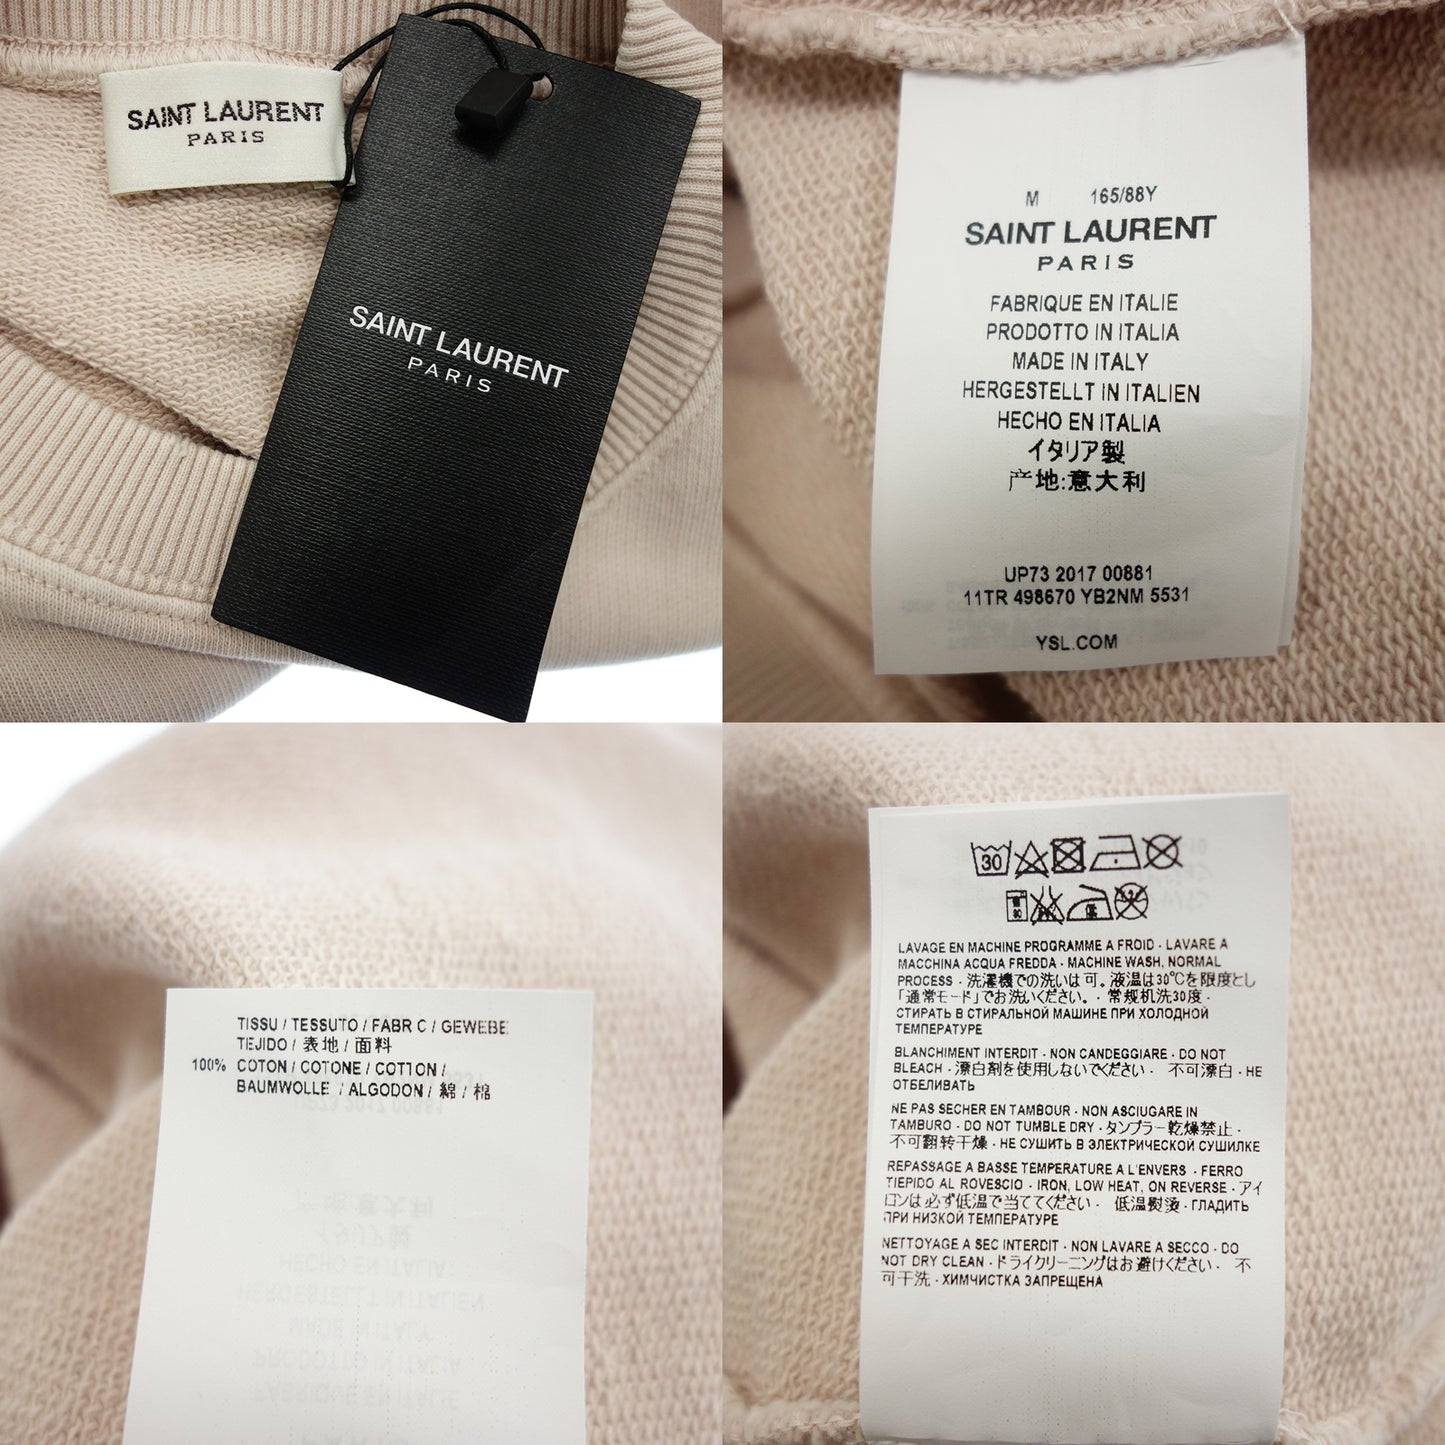 SAINT LAURENT
PARIS
SAINT LAURENT
PARIS
M 165/88Y
SAINT LAURENT
PARIS
FABRIQUE EN ITALIE
PRODOTTO IN ITALIA
MADE IN ITALY
HERGESTELLT IN ITALIEN
HECHO EN ITALIA
イタリア製
产地:意大利
UP73 2017 00881
11TR 498670 YB2NM 5531
YSL.COM
TISSU / TESSUTO / FABR C / GEWEBE
TEJIDO / 表地 / 面料
100% COTON / COTONE / COTTON /
BAUMWOLLE / ALGODON / 綿 / 棉
30
LAVAGE EN MACHINE PROGRAMME A FROID - LAVARE A
MACCHINA ACQUA FREDDA - MACHINE WASH, NORMAL
PROCESS - 洗濯機での洗いは可。液温は30℃を限度とし
「通常モード」でお洗いください。 - 常规机洗30度 -
СТИРАТЬ В СТИРАЛЬНОЙ МАШИНЕ ПРИ ХОЛОДНОЙ
ТЕМПЕРАТУРЕ
BLANCHIMENT INTERDIT - NON CANDEGGIARE - DO NOT
BLEACH - 漂白剤を使用しないでください - 不可漂白 - НЕ
ОТБЕЛИВАТЬ
NE PAS SECHER EN TAMBOUR - NON ASCIUGARE IN
TAMBURO - DO NOT TUMBLE DRY - タンブラー乾燥禁止 -
不可翻转干燥 - НЕ СУШИТЬ В ЭЛЕКТРИЧЕСКОЙ СУШИЛКЕ
REPASSAGE A BASSE TEMPERATURE A L'ENVERS - FERRO
TIEPIDO AL ROVESCIO - IRON, LOW HEAT, ON REVERSE - アイ
ロンは必ず低温で当ててください - 低温熨烫 - ГЛАДИТЬ
ПРИ НИЗКОЙ ТЕМПЕРАТУРЕ
NETTOYAGE A SEC INTERDIT - NON LAVARE A SECCO - DO
NOT DRY CLEAN - ドライクリーニングはお避けください - 不
可干洗 - ХИМЧИСТКА ЗАПРЕЩЕНА